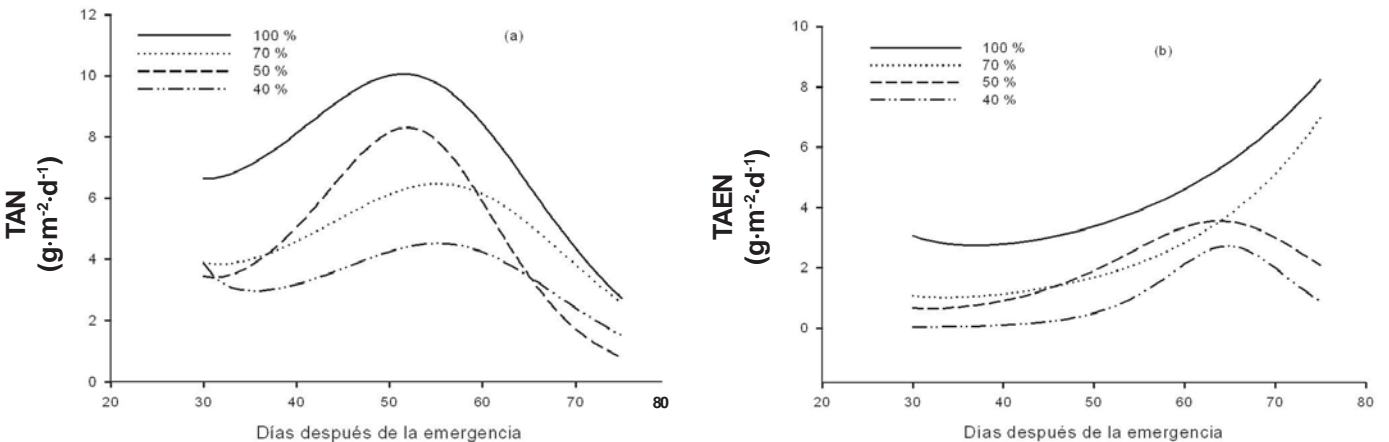 12
10
8
6
4
2
0
TAN
(g·m⁻²·d⁻¹)
100 %
70 %
50 %
40 %
(a)
20 30 40 50 60 70 80
Días después de la emergencia
10
8
6
4
2
0
TAEN
(g·m⁻²·d⁻¹)
100 %
70 %
50 %
40 %
(b)
20 30 40 50 60 70 80
Días después de la emergencia